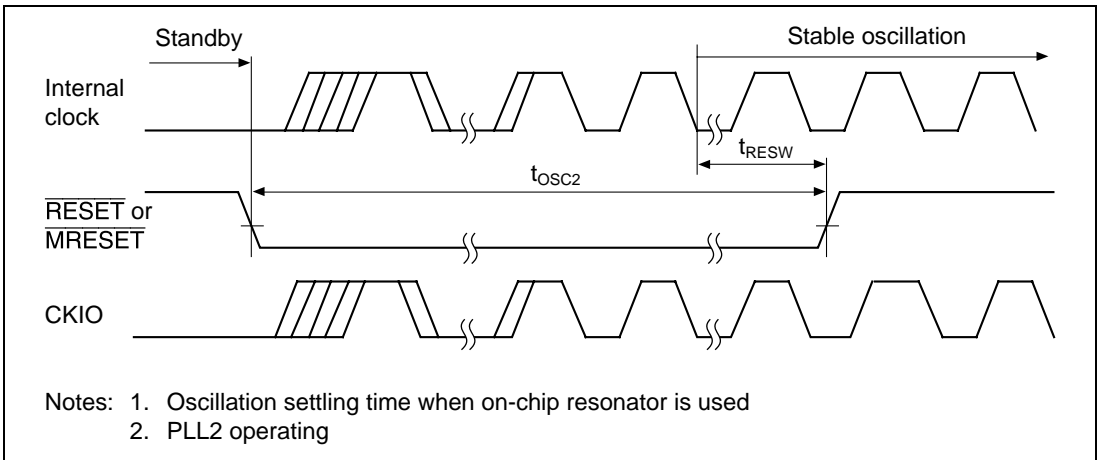 Standby
Stable oscillation
Internal
clock
tRESW
tOSC2
RESET or
MRESET
CKIO
Notes: 1. Oscillation settling time when on-chip resonator is used
2. PLL2 operating